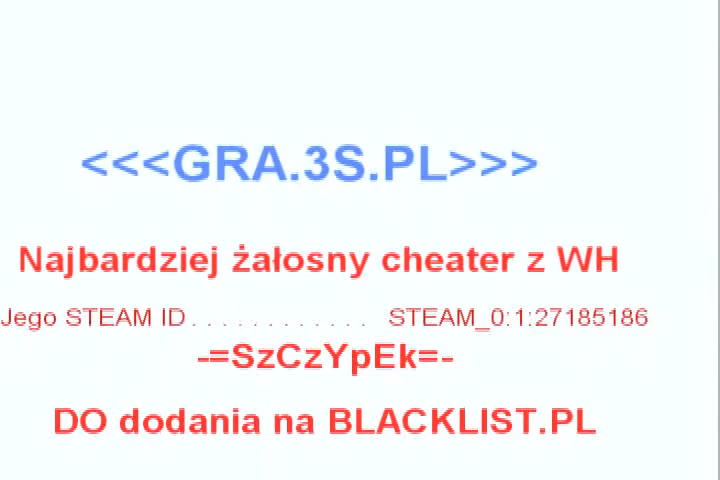 <<<GRA.3S.PL>>>
Najbardziej żałosny cheater z WH
Jego STEAM ID . . . . . . . . . . . . STEAM_0:1:27185186
-=SzCzYpEk=-
DO dodania na BLACKLIST.PL